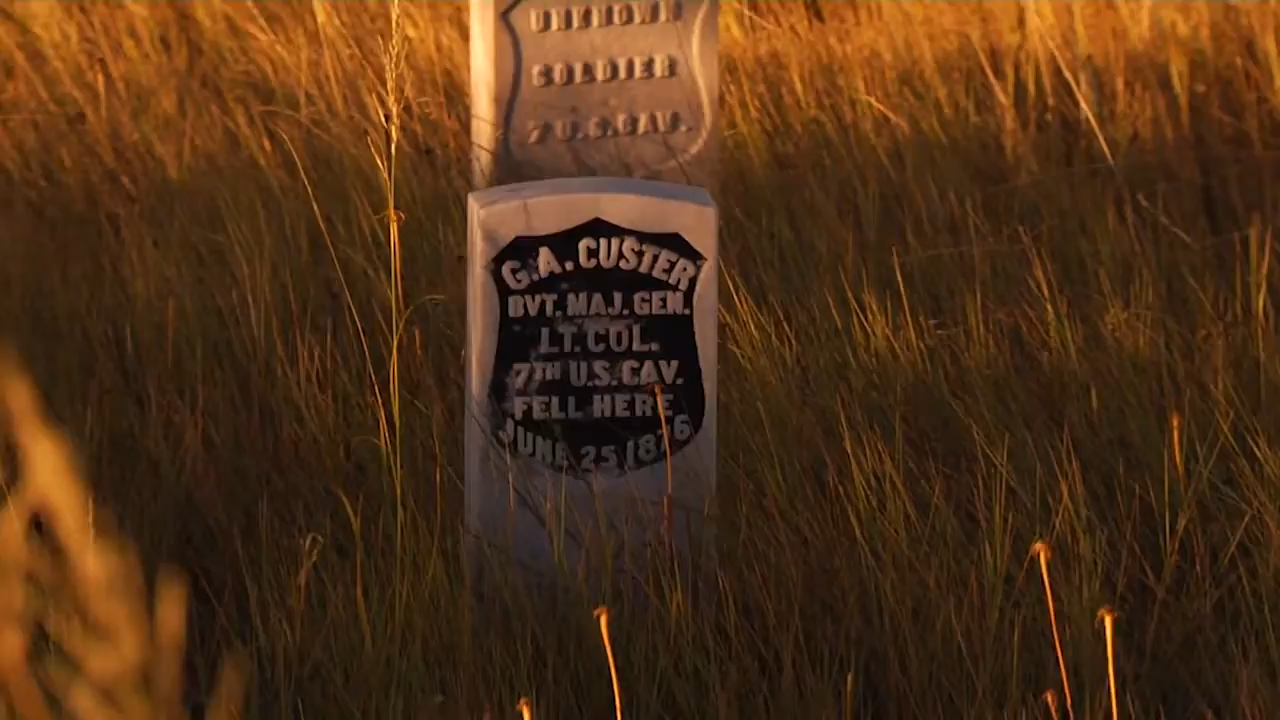 UNKNOWN
SOLDIER
7 U.S.CAV.
G.A. CUSTER
BVT. MAJ. GEN.
LT. COL.
7TH U.S. CAV.
FELL HERE
JUNE 25 1876